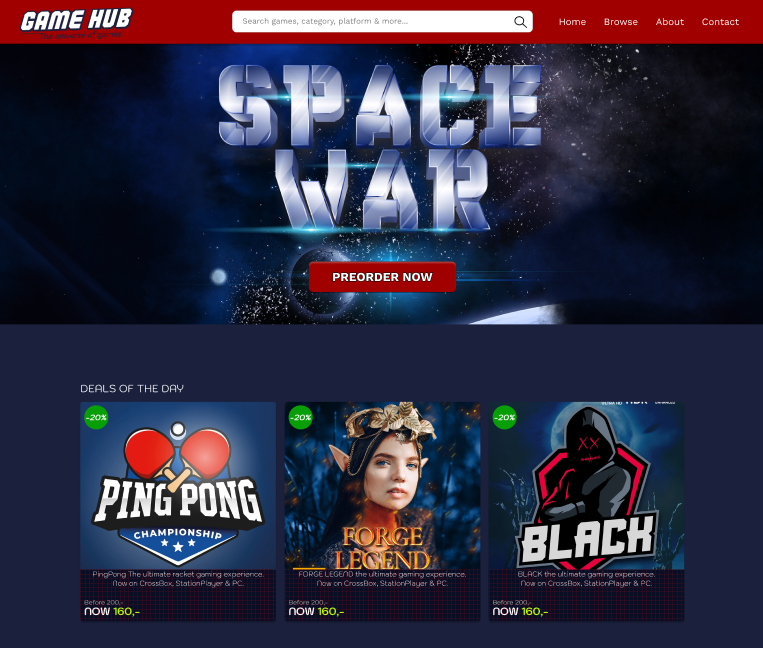 GAME HUB
Search games, category, platform & more...
Home
Browse
About
Contact
SPACE
WAR
PREORDER NOW
DEALS OF THE DAY
-20%
PING PONG
CHAMPIONSHIP
PingPong The ultimate racket gaming experience.
Now on CrossBox, StationPlayer & PC.
Before 200,-
NOW 160,-
-20%
FORGE
LEGEND
FORGE LEGEND the ultimate gaming experience.
Now on CrossBox, StationPlayer & PC.
Before 200,-
NOW 160,-
-20%
BLACK
BLACK the ultimate gaming experience.
Now on CrossBox, StationPlayer & PC.
Before 200,-
NOW 160,-